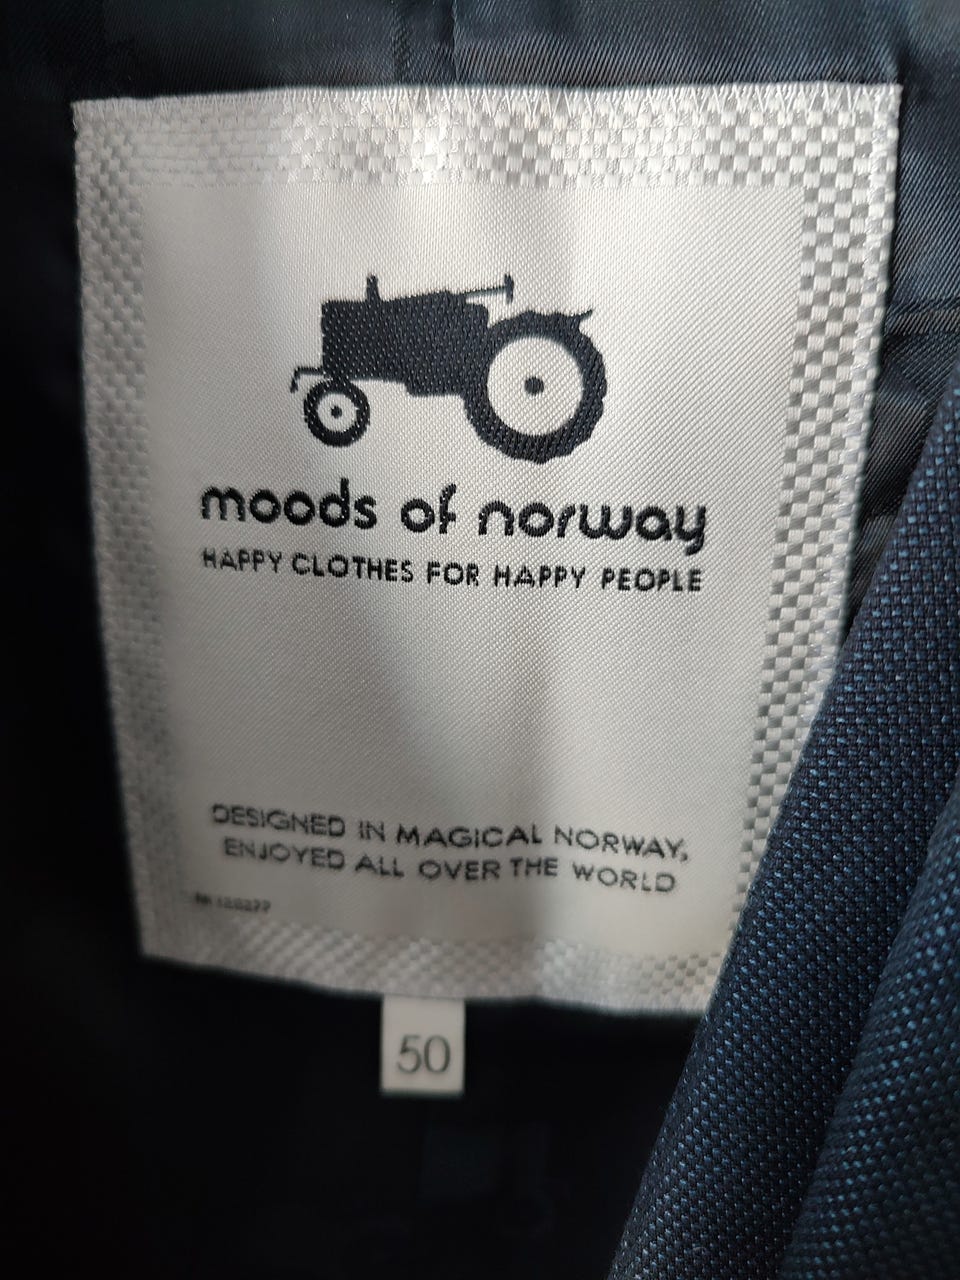 moods of norway
HAPPY CLOTHES FOR HAPPY PEOPLE
DESIGNED IN MAGICAL NORWAY,
ENJOYED ALL OVER THE WORLD
50